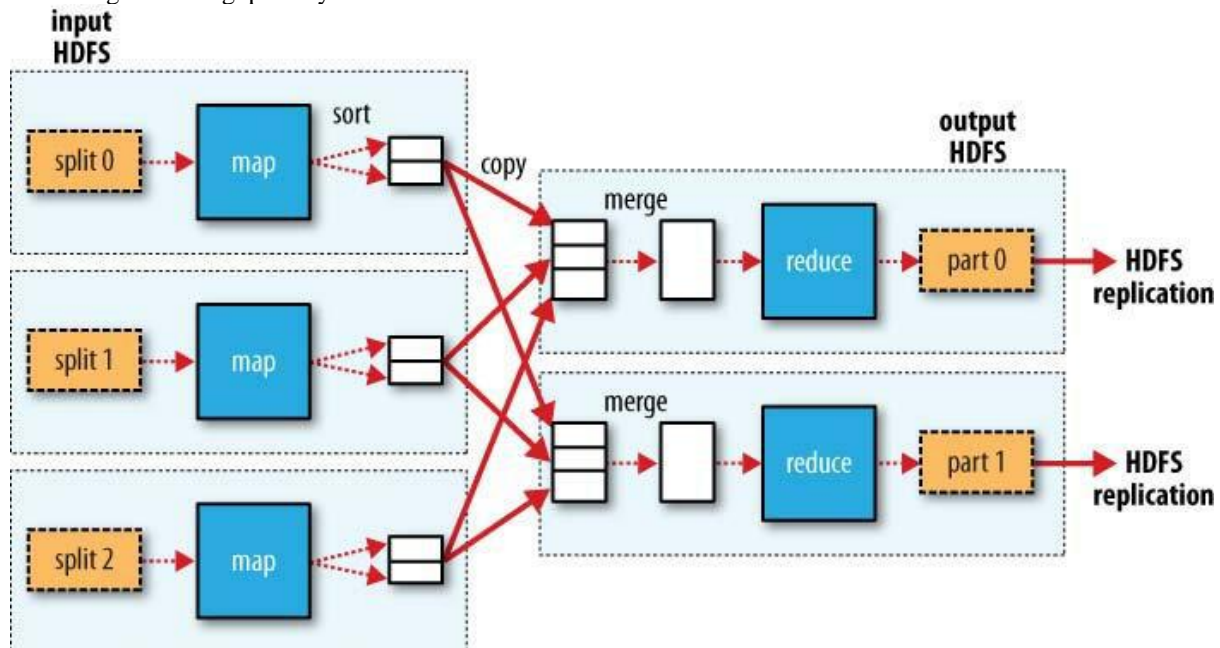 input
HDFS
split 0
map
sort
copy
split 1
map
split 2
map
output
HDFS
merge
reduce
part 0
HDFS
replication
merge
reduce
part 1
HDFS
replication